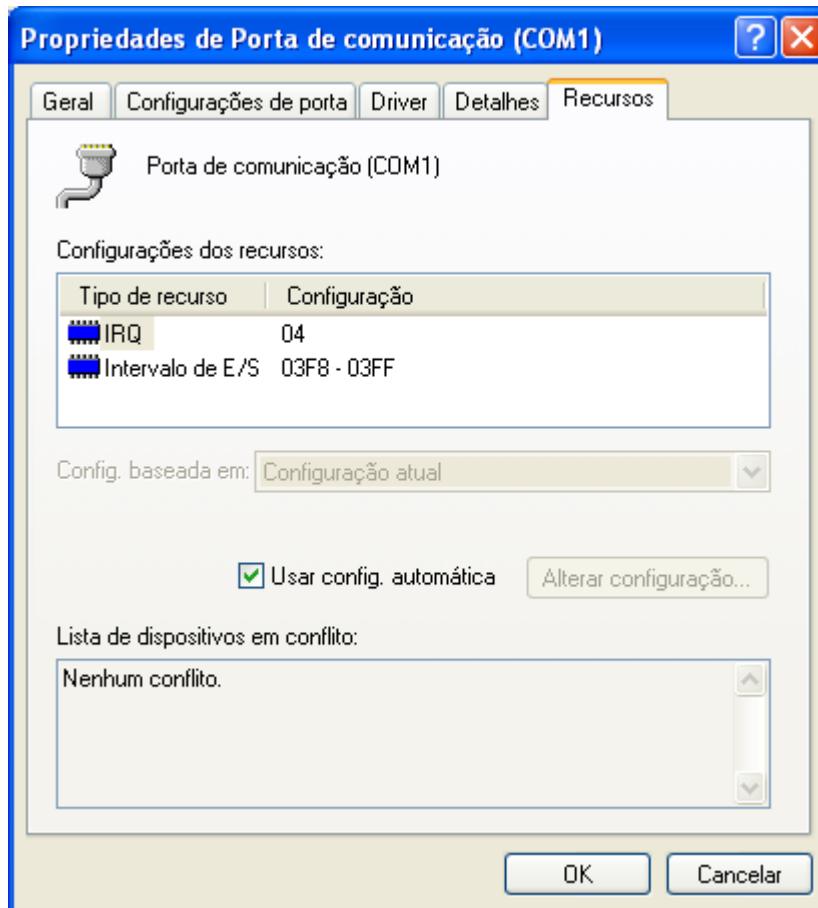 Propriedades de Porta de comunicação (COM1)
Geral Configurações de porta Driver Detalhes Recursos
Porta de comunicação (COM1)
Configurações dos recursos:
Tipo de recurso Configuração
IRQ 04
Intervalo de E/S 03F8 - 03FF
Config. baseada em: Configuração atual
Usar config. automática Alterar configuração...
Lista de dispositivos em conflito:
Nenhum conflito.
OK Cancelar